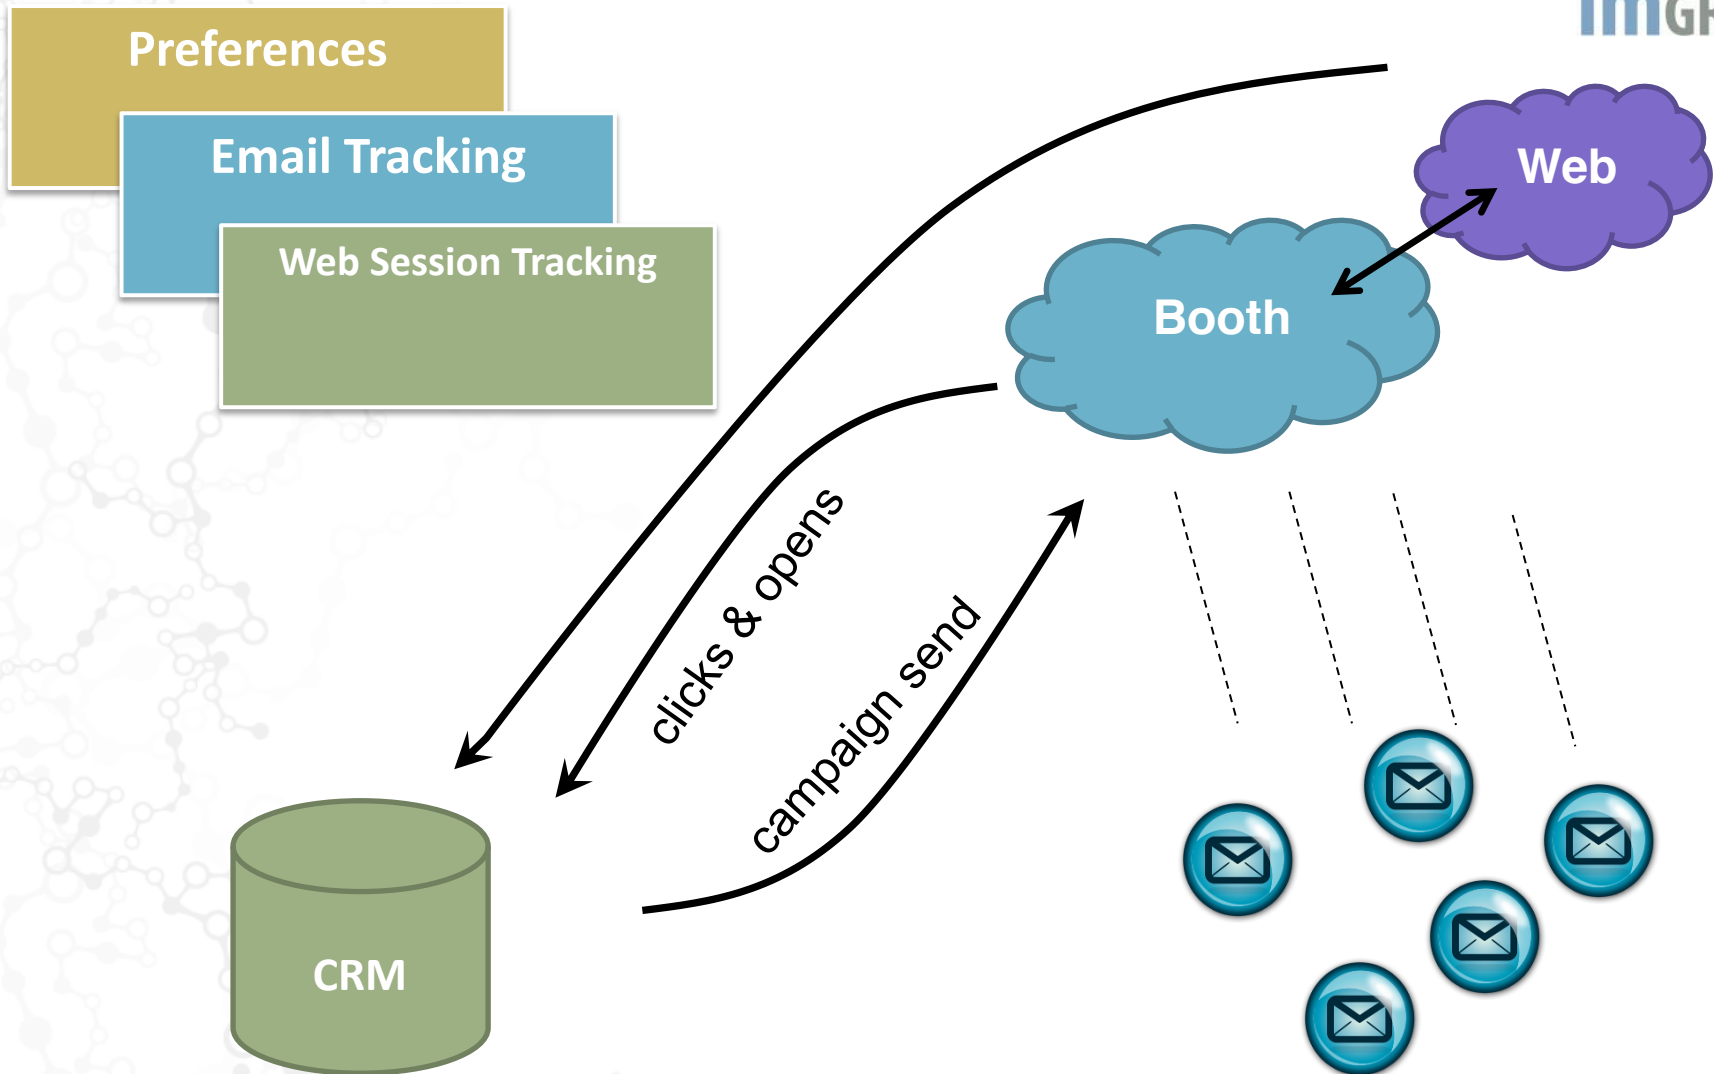 Preferences
Email Tracking
Web Session Tracking
Web
Booth
clicks & opens
campaign send
CRM